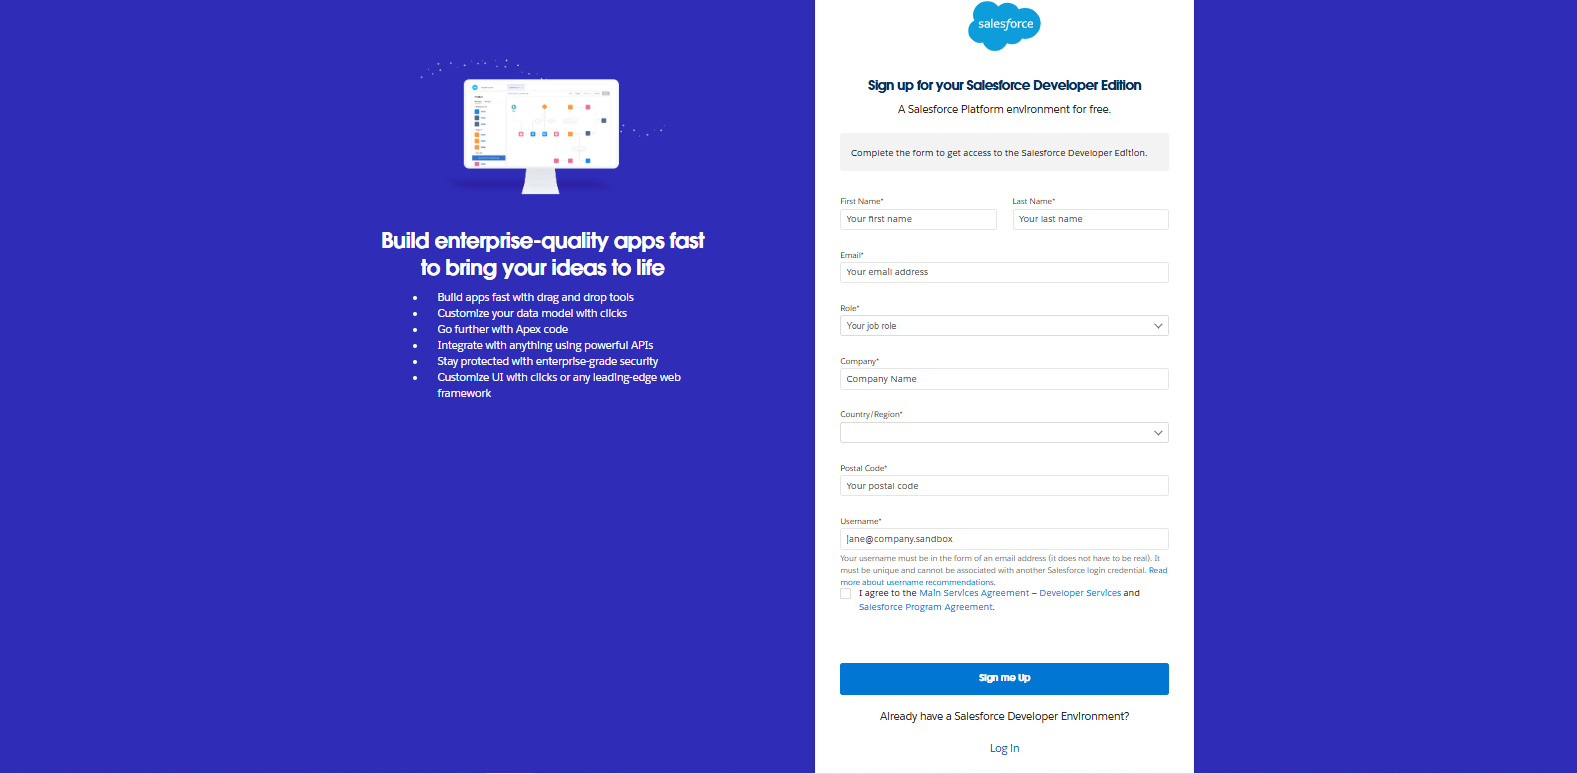 salesforce
Build enterprise-quality apps fast
to bring your ideas to life
• Build apps fast with drag and drop tools
• Customize your data model with clicks
• Go further with Apex code
• Integrate with anything using powerful APIs
• Stay protected with enterprise-grade security
• Customize UI with clicks or any leading-edge web
framework
Sign up for your Salesforce Developer Edition
A Salesforce Platform environment for free.
Complete the form to get access to the Salesforce Developer Edition.
First Name* Last Name*
Your first name Your last name
Email*
Your email address
Role*
Your job role
Company*
Company Name
Country/Region*
Postal Code*
Your postal code
Username*
jane@company.sandbox
Your username must be in the form of an email address (it does not have to be real). It
must be unique and cannot be associated with another Salesforce login credential. Read
more about username recommendations.
I agree to the Main Services Agreement – Developer Services and
Salesforce Program Agreement.
Sign me Up
Already have a Salesforce Developer Environment?
Log In